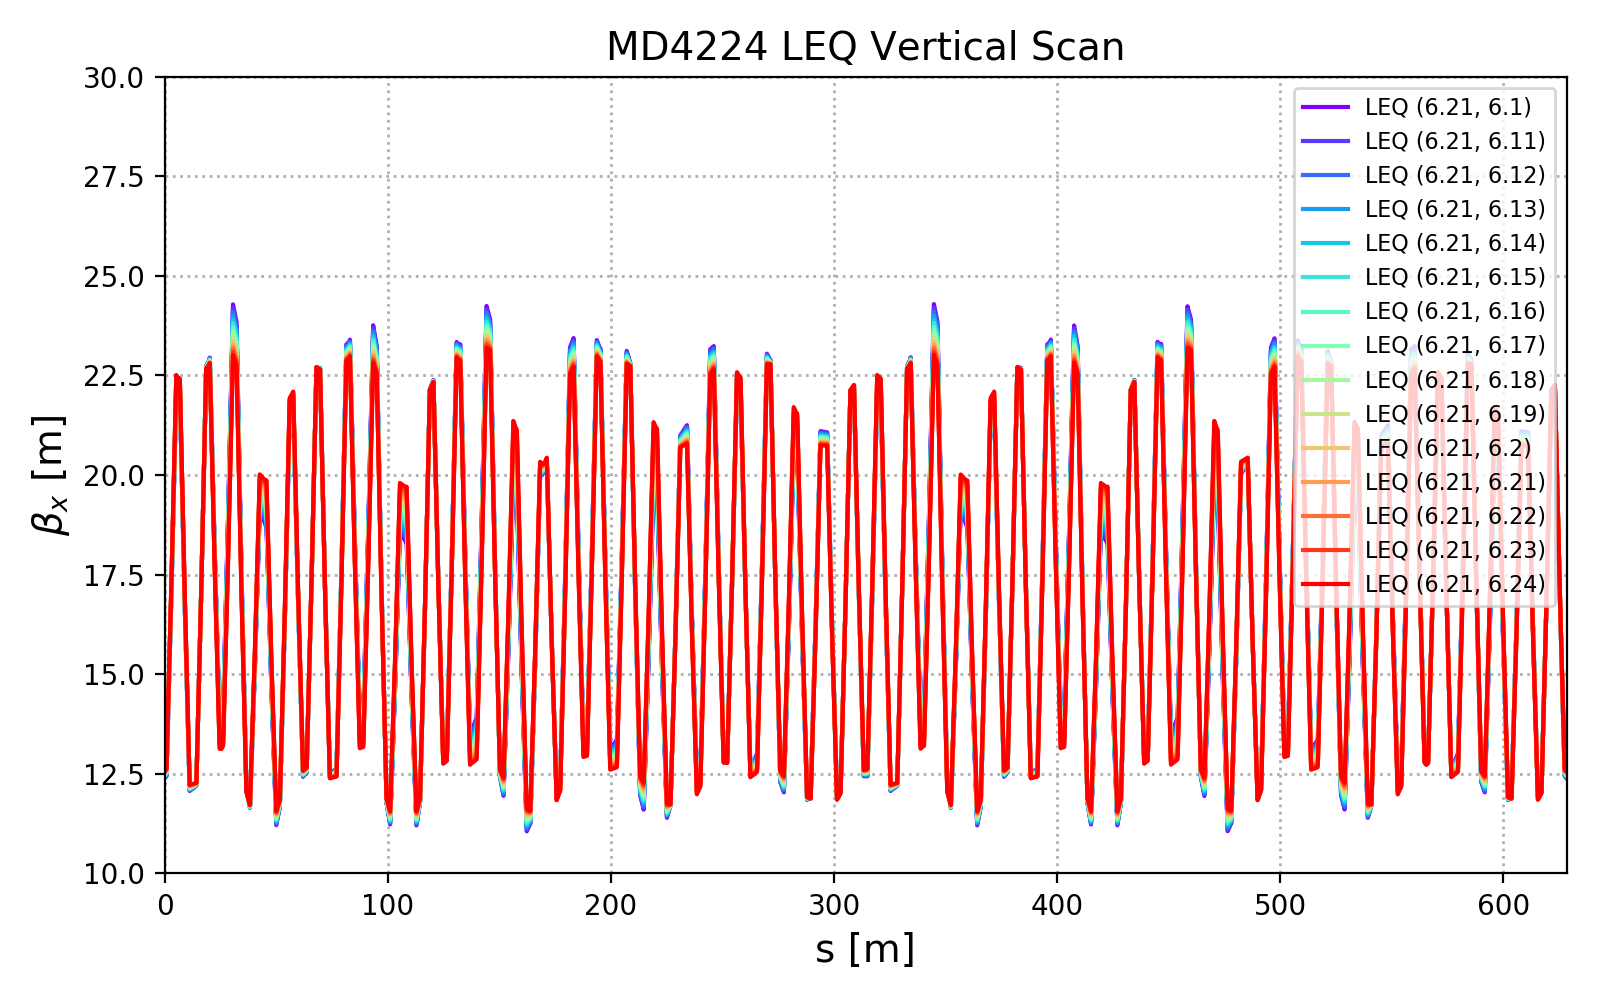 MD4224 LEQ Vertical Scan
30.0
27.5
25.0
22.5
20.0
17.5
15.0
12.5
10.0
βx [m]
0 100 200 300 400 500 600
s [m]
LEQ (6.21, 6.1)
LEQ (6.21, 6.11)
LEQ (6.21, 6.12)
LEQ (6.21, 6.13)
LEQ (6.21, 6.14)
LEQ (6.21, 6.15)
LEQ (6.21, 6.16)
LEQ (6.21, 6.17)
LEQ (6.21, 6.18)
LEQ (6.21, 6.19)
LEQ (6.21, 6.2)
LEQ (6.21, 6.21)
LEQ (6.21, 6.22)
LEQ (6.21, 6.23)
LEQ (6.21, 6.24)